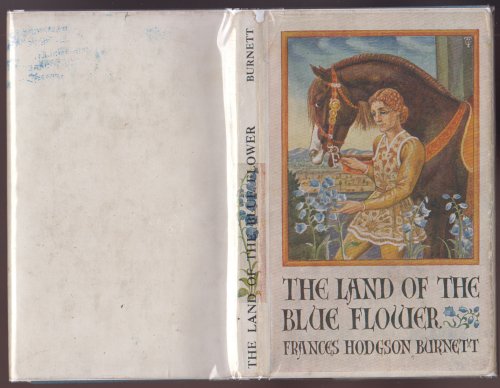 BURNETT
THE LAND OF THE BLUE FLOWER
THE LAND OF THE
BLUE FLOWER
FRANCES HODGSON BURNETT